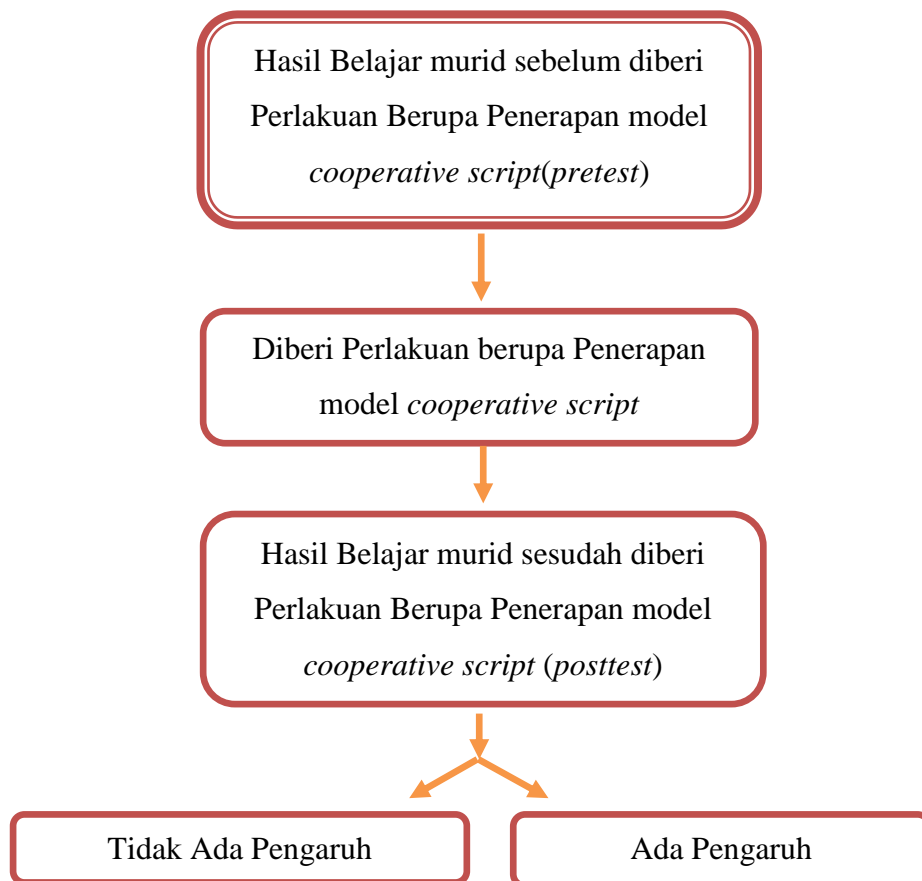 Hasil Belajar murid sebelum diberi
Perlakuan Berupa Penerapan model
cooperative script(pretest)
Diberi Perlakuan berupa Penerapan
model cooperative script
Hasil Belajar murid sesudah diberi
Perlakuan Berupa Penerapan model
cooperative script (posttest)
Tidak Ada Pengaruh
Ada Pengaruh